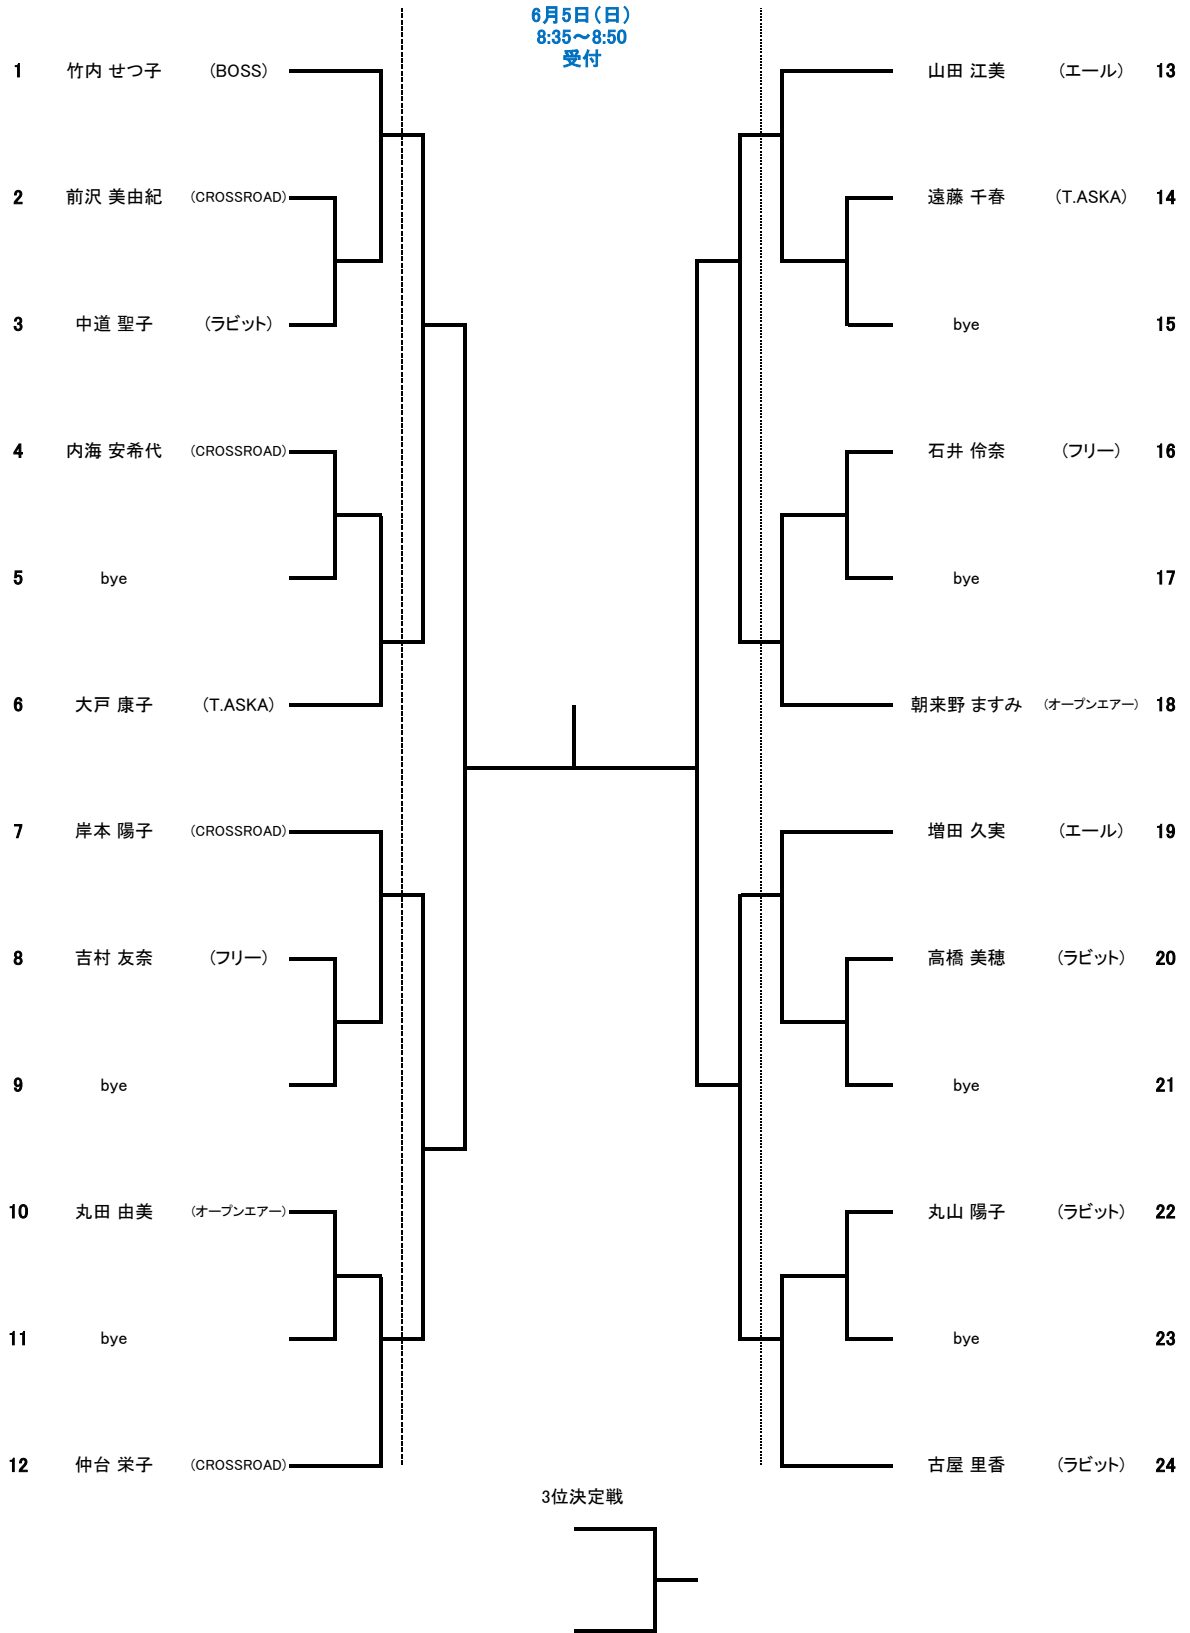 6月5日(日)
8:35～8:50
受付
1 竹内 せつ子 (BOSS)
2 前沢 美由紀 (CROSSROAD)
3 中道 聖子 (ラビット)
4 内海 安希代 (CROSSROAD)
5 bye
6 大戸 康子 (T.ASKA)
7 岸本 陽子 (CROSSROAD)
8 吉村 友奈 (フリー)
9 bye
10 丸田 由美 (オープンエアー)
11 bye
12 仲台 栄子 (CROSSROAD)
山田 江美 (エール) 13
遠藤 千春 (T.ASKA) 14
bye 15
石井 伶奈 (フリー) 16
bye 17
朝来野 ますみ (オープンエアー) 18
増田 久実 (エール) 19
高橋 美穂 (ラビット) 20
bye 21
丸山 陽子 (ラビット) 22
bye 23
古屋 里香 (ラビット) 24
3位決定戦